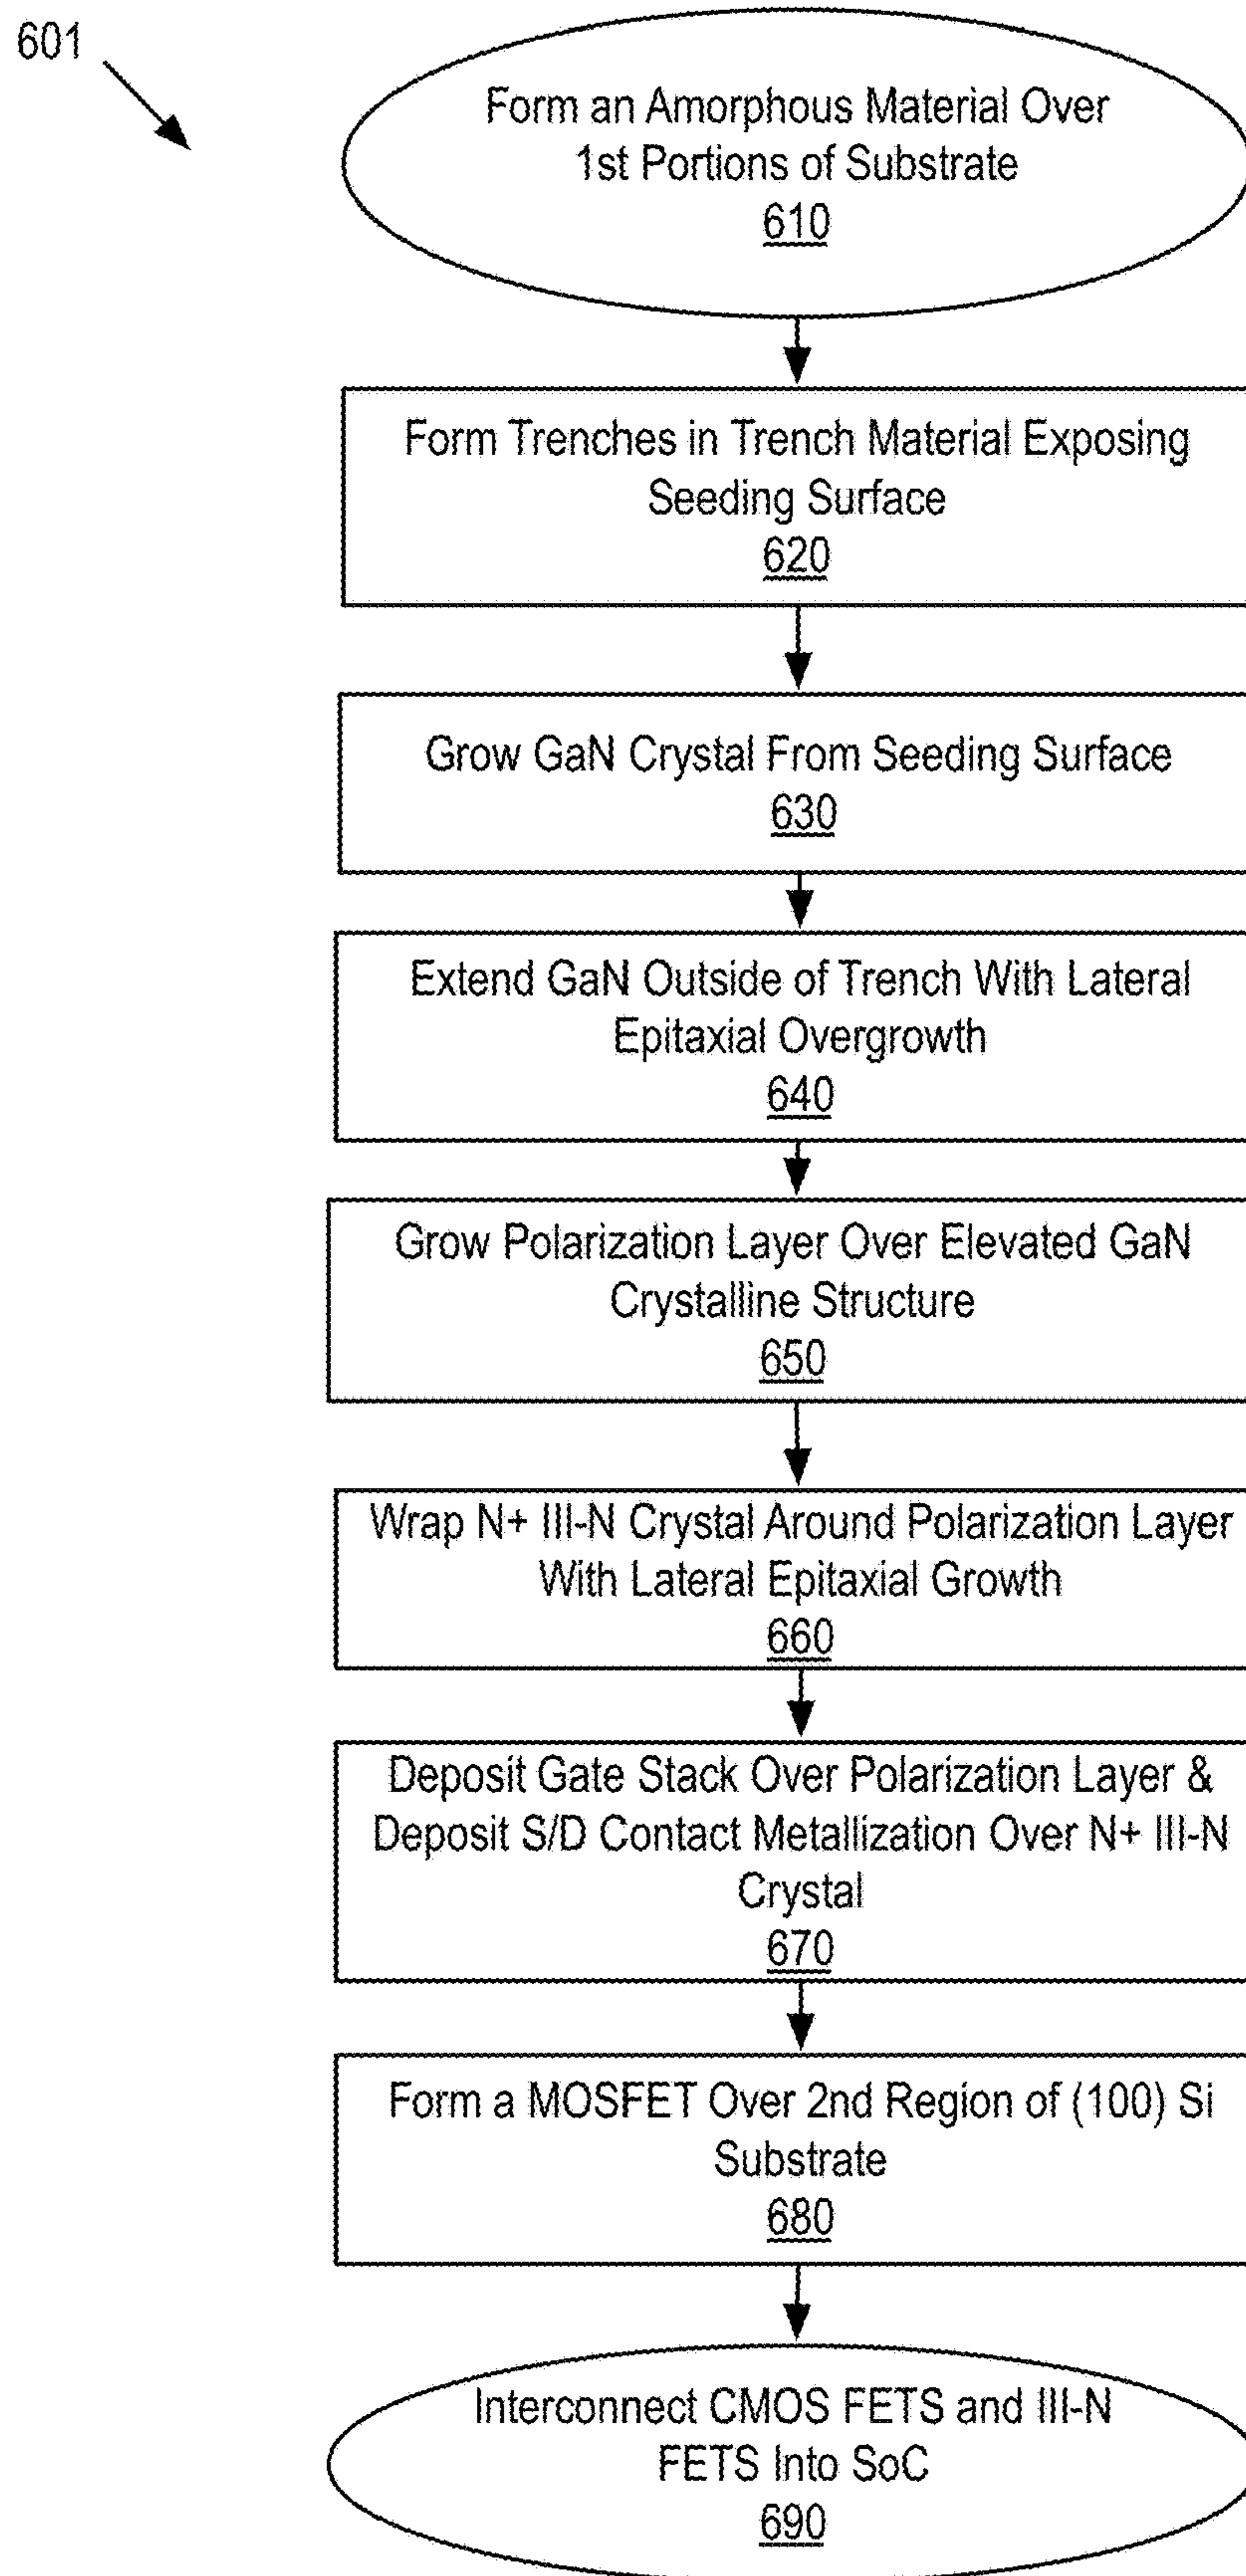 601
Form an Amorphous Material Over
1st Portions of Substrate
610
Form Trenches in Trench Material Exposing
Seeding Surface
620
Grow GaN Crystal From Seeding Surface
630
Extend GaN Outside of Trench With Lateral
Epitaxial Overgrowth
640
Grow Polarization Layer Over Elevated GaN
Crystalline Structure
650
Wrap N+ III-N Crystal Around Polarization Layer
With Lateral Epitaxial Growth
660
Deposit Gate Stack Over Polarization Layer &
Deposit S/D Contact Metallization Over N+ III-N
Crystal
670
Form a MOSFET Over 2nd Region of (100) Si
Substrate
680
Interconnect CMOS FETS and III-N
FETS Into SoC
690